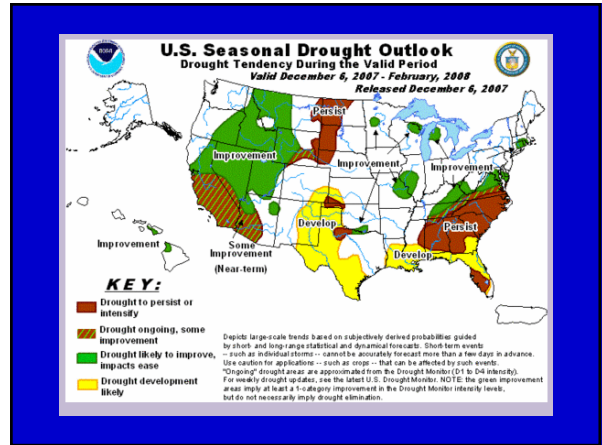 U.S. Seasonal Drought Outlook
Drought Tendency During the Valid Period
Valid December 6, 2007 - February, 2008
Released December 6, 2007
NOAA
Persist
Improvement
Improvement
Improvement
Develop
Persist
Improvement
Some
Improvement
(Near-term)
Develop
KEY:
Drought to persist or
intensify
Drought ongoing, some
improvement
Drought likely to improve,
impacts ease
Drought development
likely
Depicts large-scale trends based on subjectively derived probabilities guided
by short- and long-range statistical and dynamical forecasts. Short-term events
-- such as individual storms -- cannot be accurately forecast more than a few days in advance.
Use caution for applications -- such as crops -- that can be affected by such events.
"Ongoing" drought areas are approximated from the Drought Monitor (D1 to D4 intensity).
For weekly drought updates, see the latest U.S. Drought Monitor. NOTE: the green improvement
areas imply at least a 1-category improvement in the Drought Monitor intensity levels,
but do not necessarily imply drought elimination.